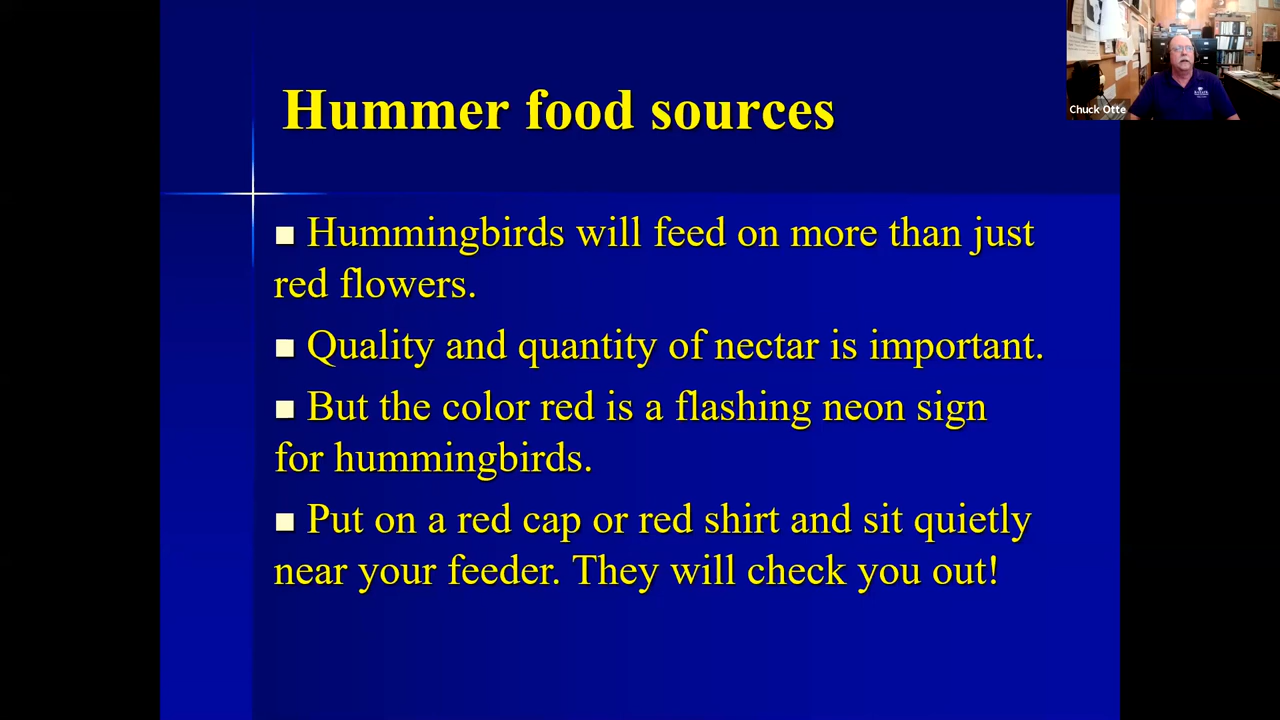 Hummer food sources
Chuck Otte
■ Hummingbirds will feed on more than just
red flowers.
■ Quality and quantity of nectar is important.
■ But the color red is a flashing neon sign
for hummingbirds.
■ Put on a red cap or red shirt and sit quietly
near your feeder. They will check you out!